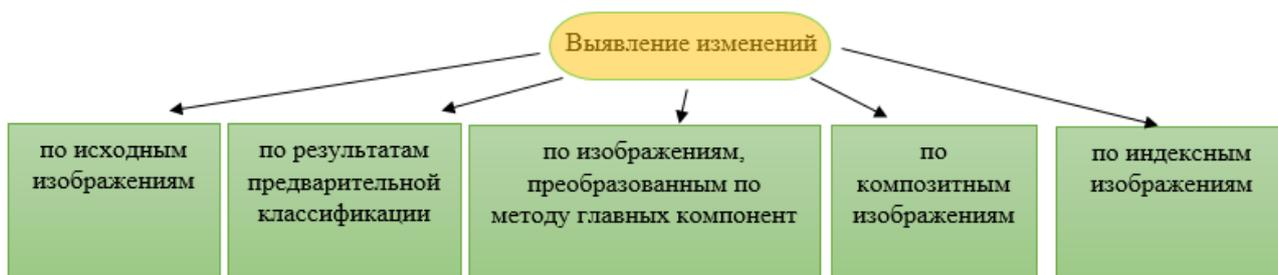 Выявление изменений
по исходным
изображениям
по результатам
предварительной
классификации
по изображениям,
преобразованным по
методу главных компонент
по
композитным
изображениям
по индексным
изображениям